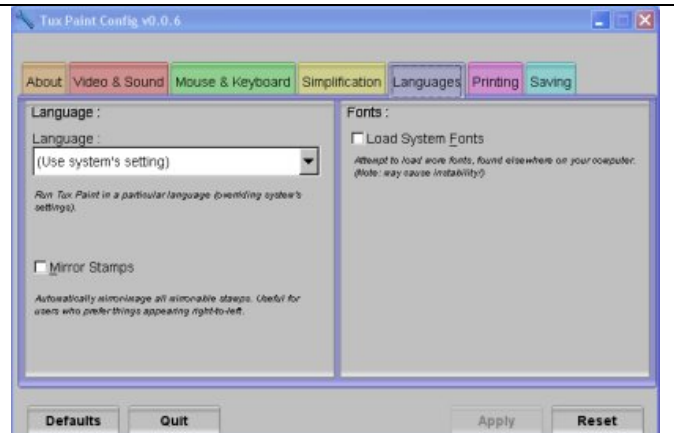 Tux Paint Config v0.0.6
About Video & Sound Mouse & Keyboard Simplification Languages Printing Saving
Language :
Language :
(Use system's setting)
Run Tux Paint in a particular language (overriding system's
settings).
Mirror Stamps
Automatically mirror-image all mirrorable stamps. Useful for
users who prefer things appearing right-to-left.
Fonts :
Load System Fonts
Attempt to load more fonts, found elsewhere on your computer.
(Note: may cause instability!)
Defaults Quit Apply Reset